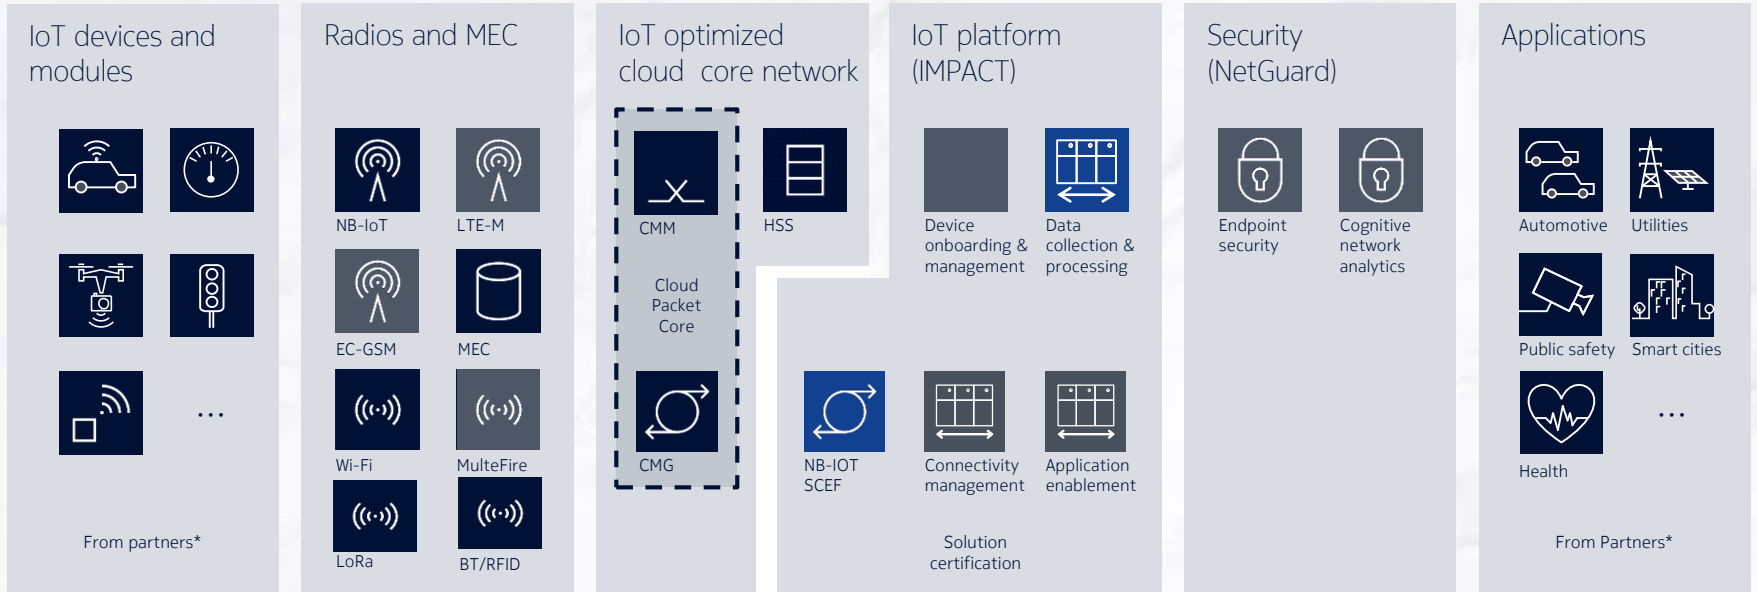 IoT devices and
modules
...
From partners*
Radios and MEC
NB-IoT
LTE-M
EC-GSM
MEC
Wi-Fi
MulteFire
LoRa
BT/RFID
IoT optimized
cloud core network
CMM
HSS
Cloud
Packet
Core
CMG
IoT platform
(IMPACT)
Device
onboarding &
management
Data
collection &
processing
NB-IOT
SCEF
Connectivity
management
Application
enablement
Solution
certification
Security
(NetGuard)
Endpoint
security
Cognitive
network
analytics
Applications
Automotive
Utilities
Public safety
Smart cities
Health
...
From Partners*